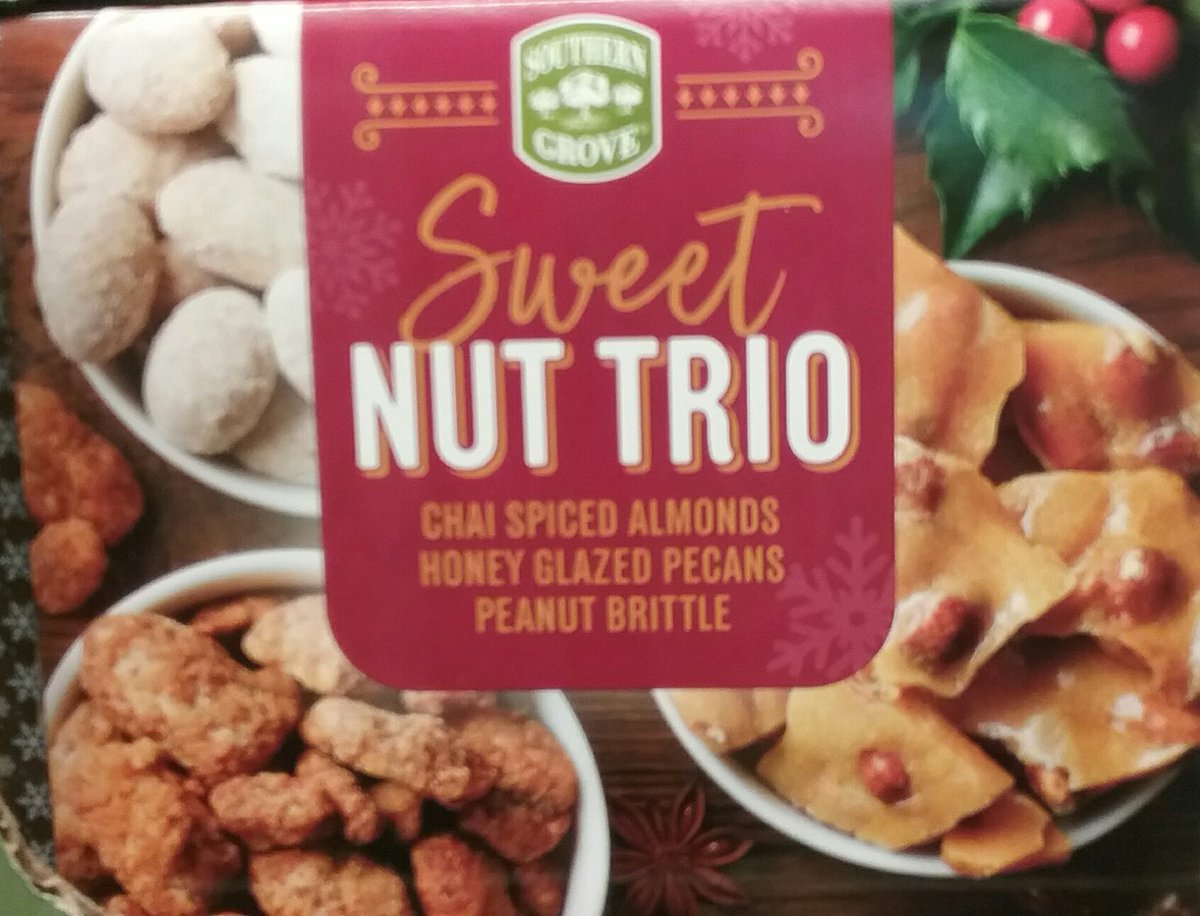 SOUTHERN
GROVE
Sweet
NUT TRIO
CHAI SPICED ALMONDS
HONEY GLAZED PECANS
PEANUT BRITTLE